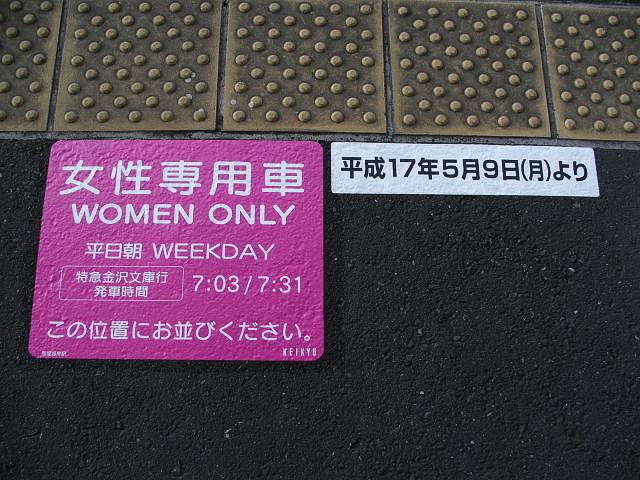 女性専用車
WOMEN ONLY
平日朝 WEEKDAY
特急金沢文庫行
発車時間
7:03/7:31
この位置にお並びください。
KEIKYU
平成17年5月9日(月)より